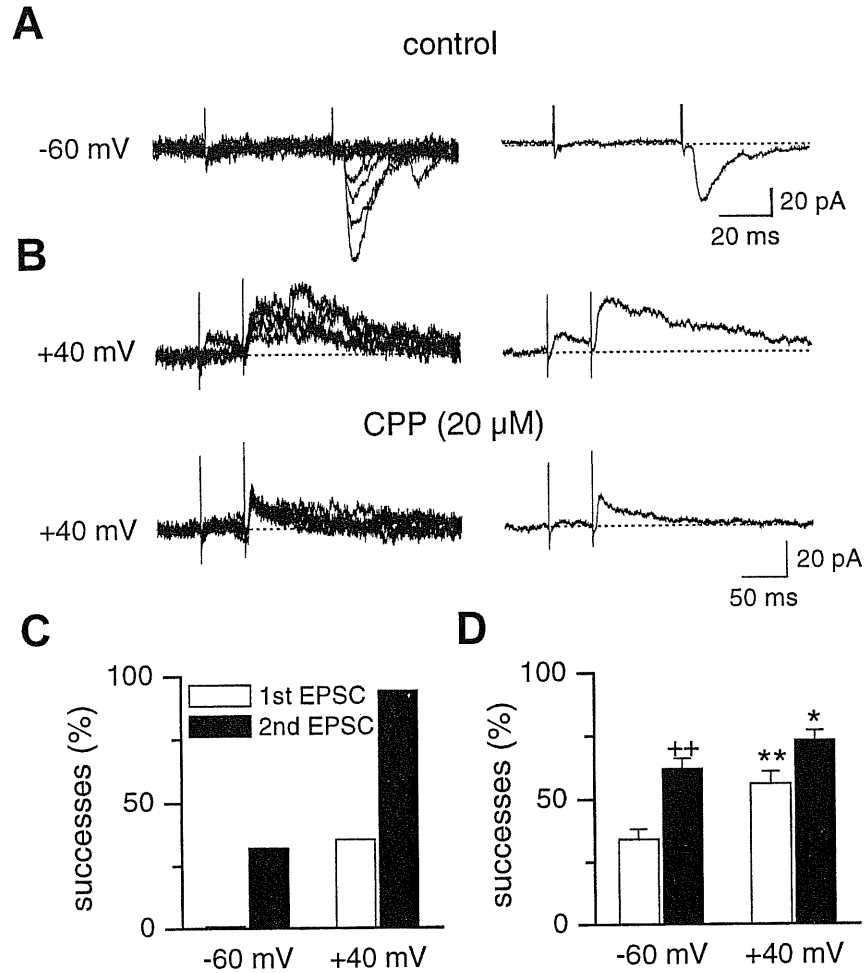 A
control
-60 mV
20 pA
20 ms
B
+40 mV
CPP (20 µM)
+40 mV
20 pA
50 ms
C
D
successes (%)
100
50
0
1st EPSC
2nd EPSC
-60 mV
+40 mV
successes (%)
100
50
0
++
**
*
-60 mV
+40 mV